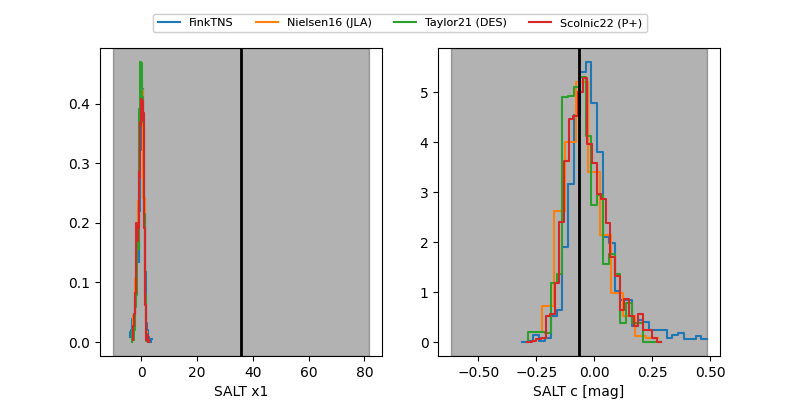 FinkTNS Nielsen16 (JLA) Taylor21 (DES) Scolnic22 (P+)
0.4
0.3
0.2
0.1
0.0
0 20 40 60 80
SALT x1
5
4
3
2
1
0
−0.50 −0.25 0.00 0.25 0.50
SALT c [mag]